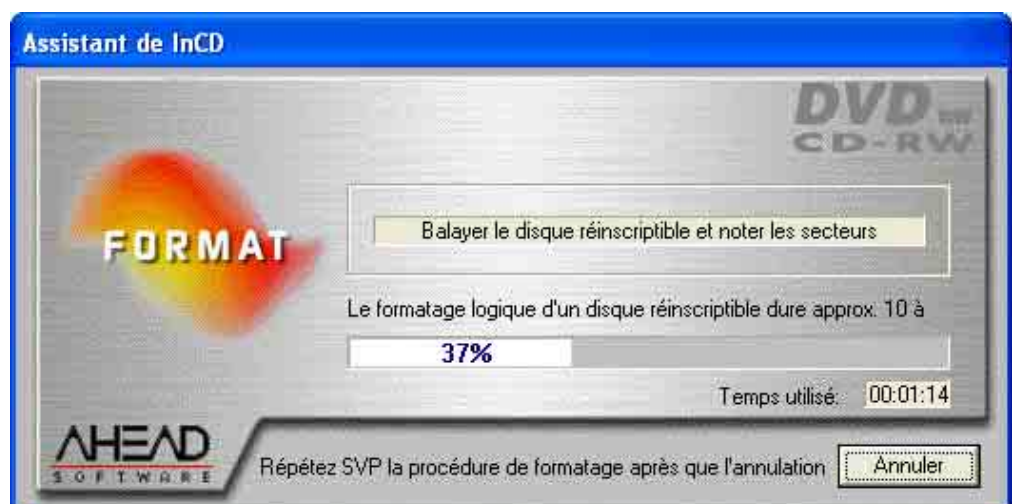 Assistant de InCD
DVD
CD-RW
FORMAT
Balayer le disque réinscriptible et noter les secteurs
Le formatage logique d'un disque réinscriptible dure approx. 10 à
37%
Temps utilisé: 00:01:14
AHEAD
SOFTWARE
Répétez SVP la procédure de formatage après que l'annulation
Annuler